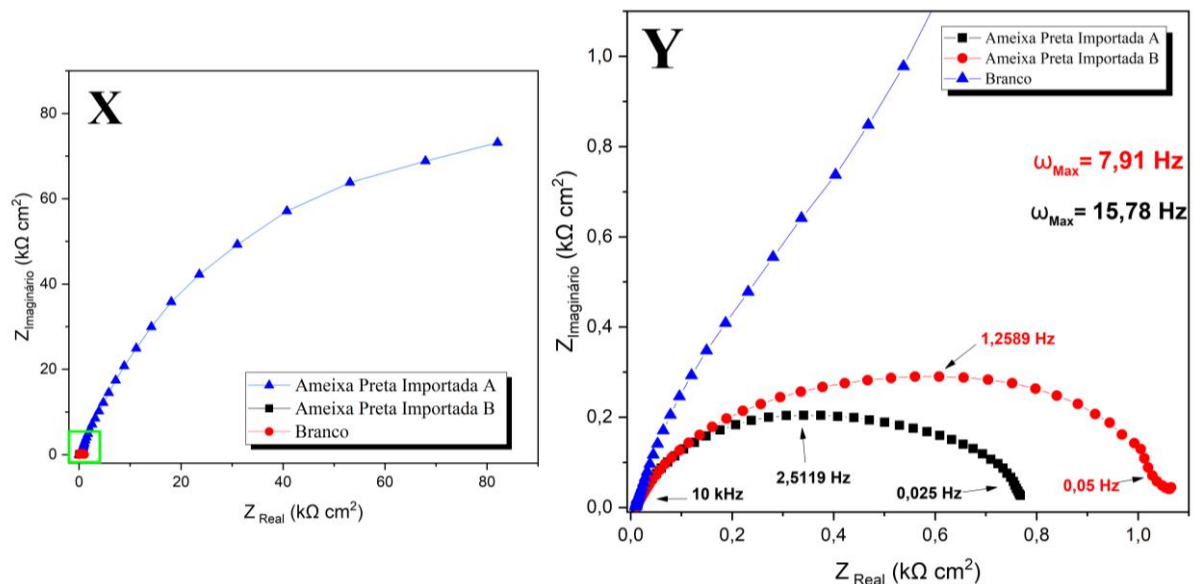 X
80
60
40
20
0
Z Imaginário (kΩ cm²)
Ameixa Preta Importada A
Ameixa Preta Importada B
Branco
0
20
40
60
80
Z Real (kΩ cm²)
Y
1,0
0,8
0,6
0,4
0,2
0,0
Z Imaginário (kΩ cm²)
Ameixa Preta Importada A
Ameixa Preta Importada B
Branco
ωMax= 7,91 Hz
ωMax= 15,78 Hz
1,2589 Hz
2,5119 Hz
10 kHz
0,025 Hz
0,05 Hz
0,0
0,2
0,4
0,6
0,8
1,0
Z Real (kΩ cm²)